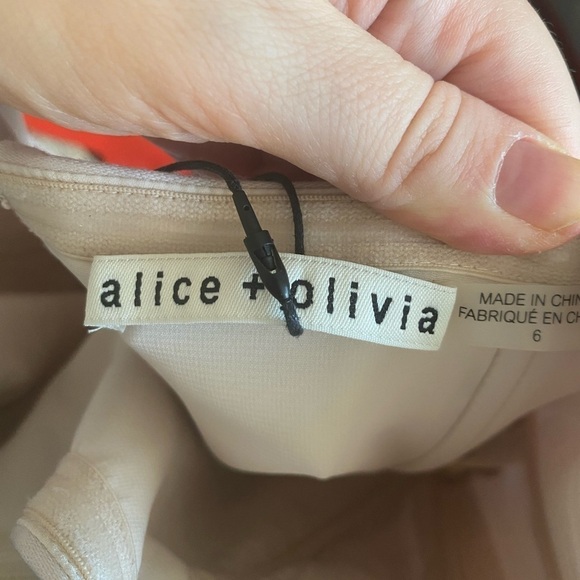 alice + olivia
MADE IN CHIN
FABRIQUÉ EN CH
6